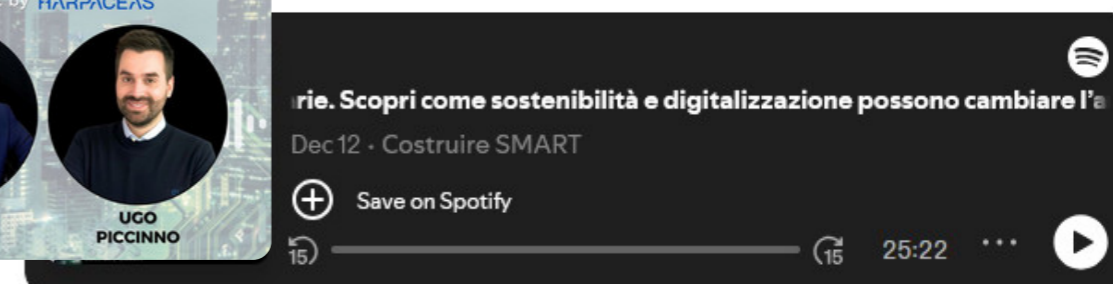 by HARPACEAS
UGO
PICCINNO
rie. Scopri come sostenibilità e digitalizzazione possono cambiare l'a
Dec 12 · Costruire SMART
Save on Spotify
15
15
25:22